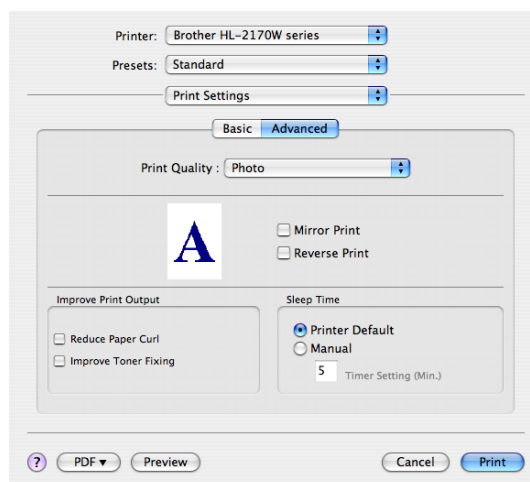 Printer: Brother HL-2170W series
Presets: Standard
Print Settings
Basic Advanced
Print Quality : Photo
A
Mirror Print
Reverse Print
Improve Print Output
Reduce Paper Curl
Improve Toner Fixing
Sleep Time
Printer Default
Manual
5 Timer Setting (Min.)
? PDF▼ Preview Cancel Print